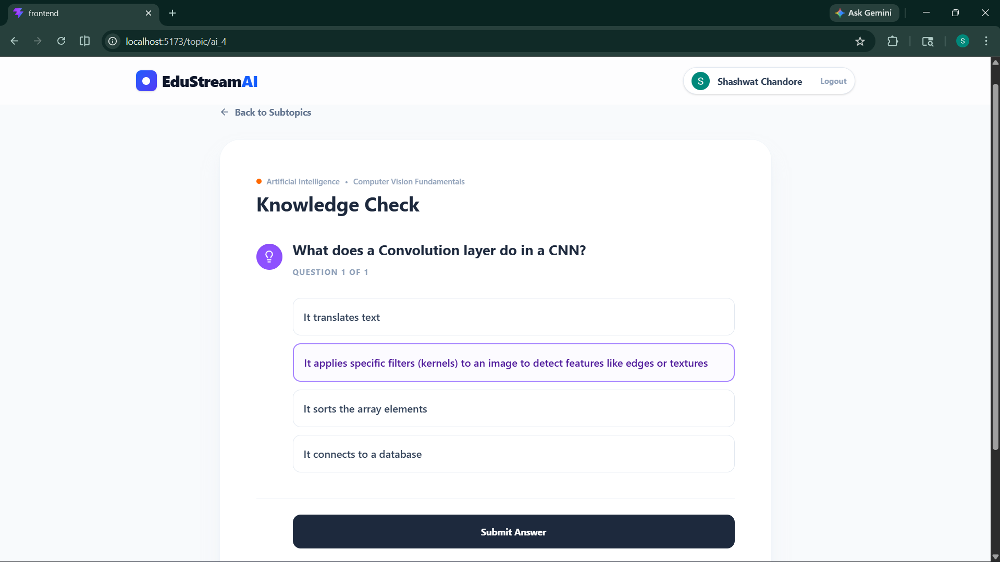 frontend
Ask Gemini
localhost:5173/topic/ai_4
S
EduStreamAI
S
Shashwat Chandore
Logout
Back to Subtopics
Artificial Intelligence • Computer Vision Fundamentals
Knowledge Check
What does a Convolution layer do in a CNN?
QUESTION 1 OF 1
It translates text
It applies specific filters (kernels) to an image to detect features like edges or textures
It sorts the array elements
It connects to a database
Submit Answer